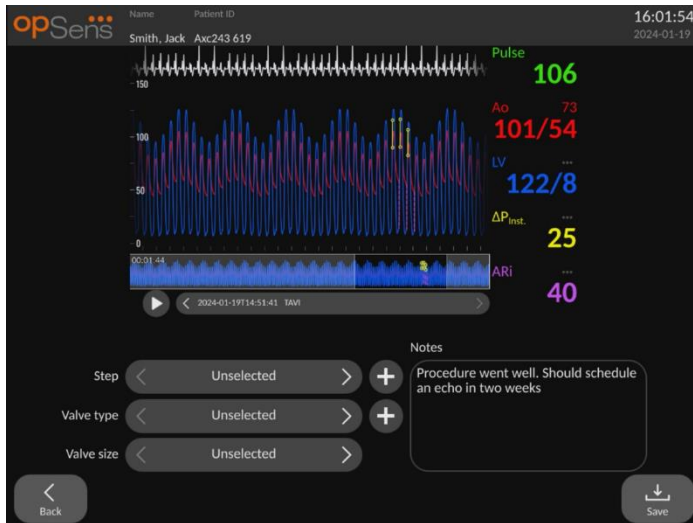 opSens
Name Patient ID
Smith, Jack Axc243 619
16:01:54
2024-01-19
Pulse
106
150
100
50
0
Ao 73
101/54
LV ---
122/8
ΔPInst. ---
25
ARi ---
40
00:01:44
2024-01-19T14:51:41 TAVI
Notes
Procedure went well. Should schedule
an echo in two weeks
Step Unselected
Valve type Unselected
Valve size Unselected
Back
Save